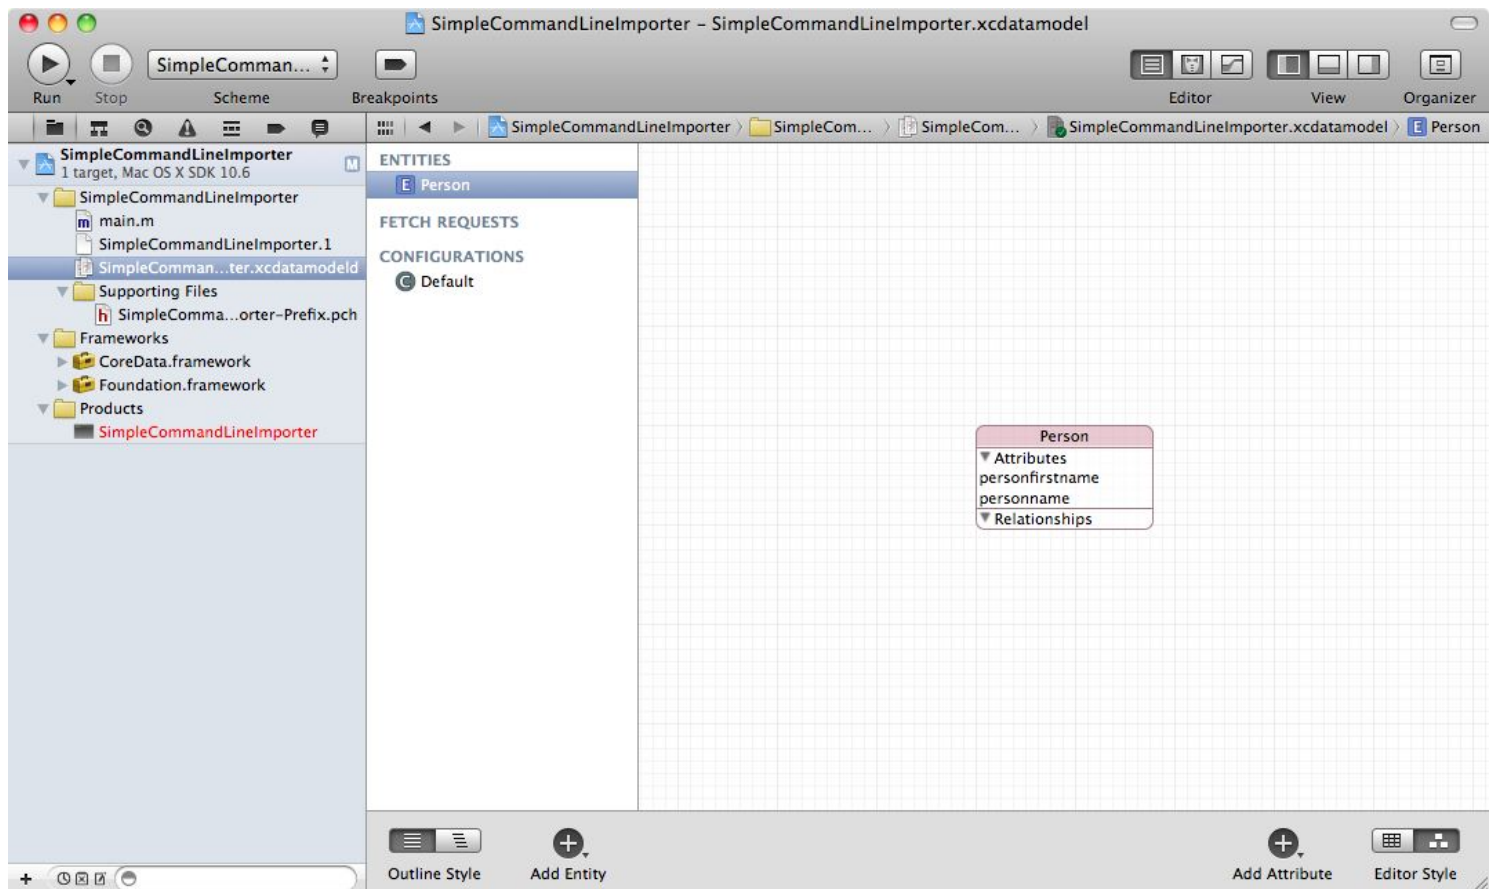 SimpleCommandLineImporter – SimpleCommandLineImporter.xcdatamodel
SimpleComman...
Run Stop Scheme Breakpoints Editor View Organizer
SimpleCommandLineImporter SimpleCom... SimpleCom... SimpleCommandLineImporter.xcdatamodel E Person
SimpleCommandLineImporter M
1 target, Mac OS X SDK 10.6
SimpleCommandLineImporter
m main.m
SimpleCommandLineImporter.1
SimpleComman...ter.xcdatamodeld
Supporting Files
h SimpleComma...orter-Prefix.pch
Frameworks
CoreData.framework
Foundation.framework
Products
SimpleCommandLineImporter
ENTITIES
E Person
FETCH REQUESTS
CONFIGURATIONS
C Default
Person
Attributes
personfirstname
personname
Relationships
Outline Style Add Entity Add Attribute Editor Style